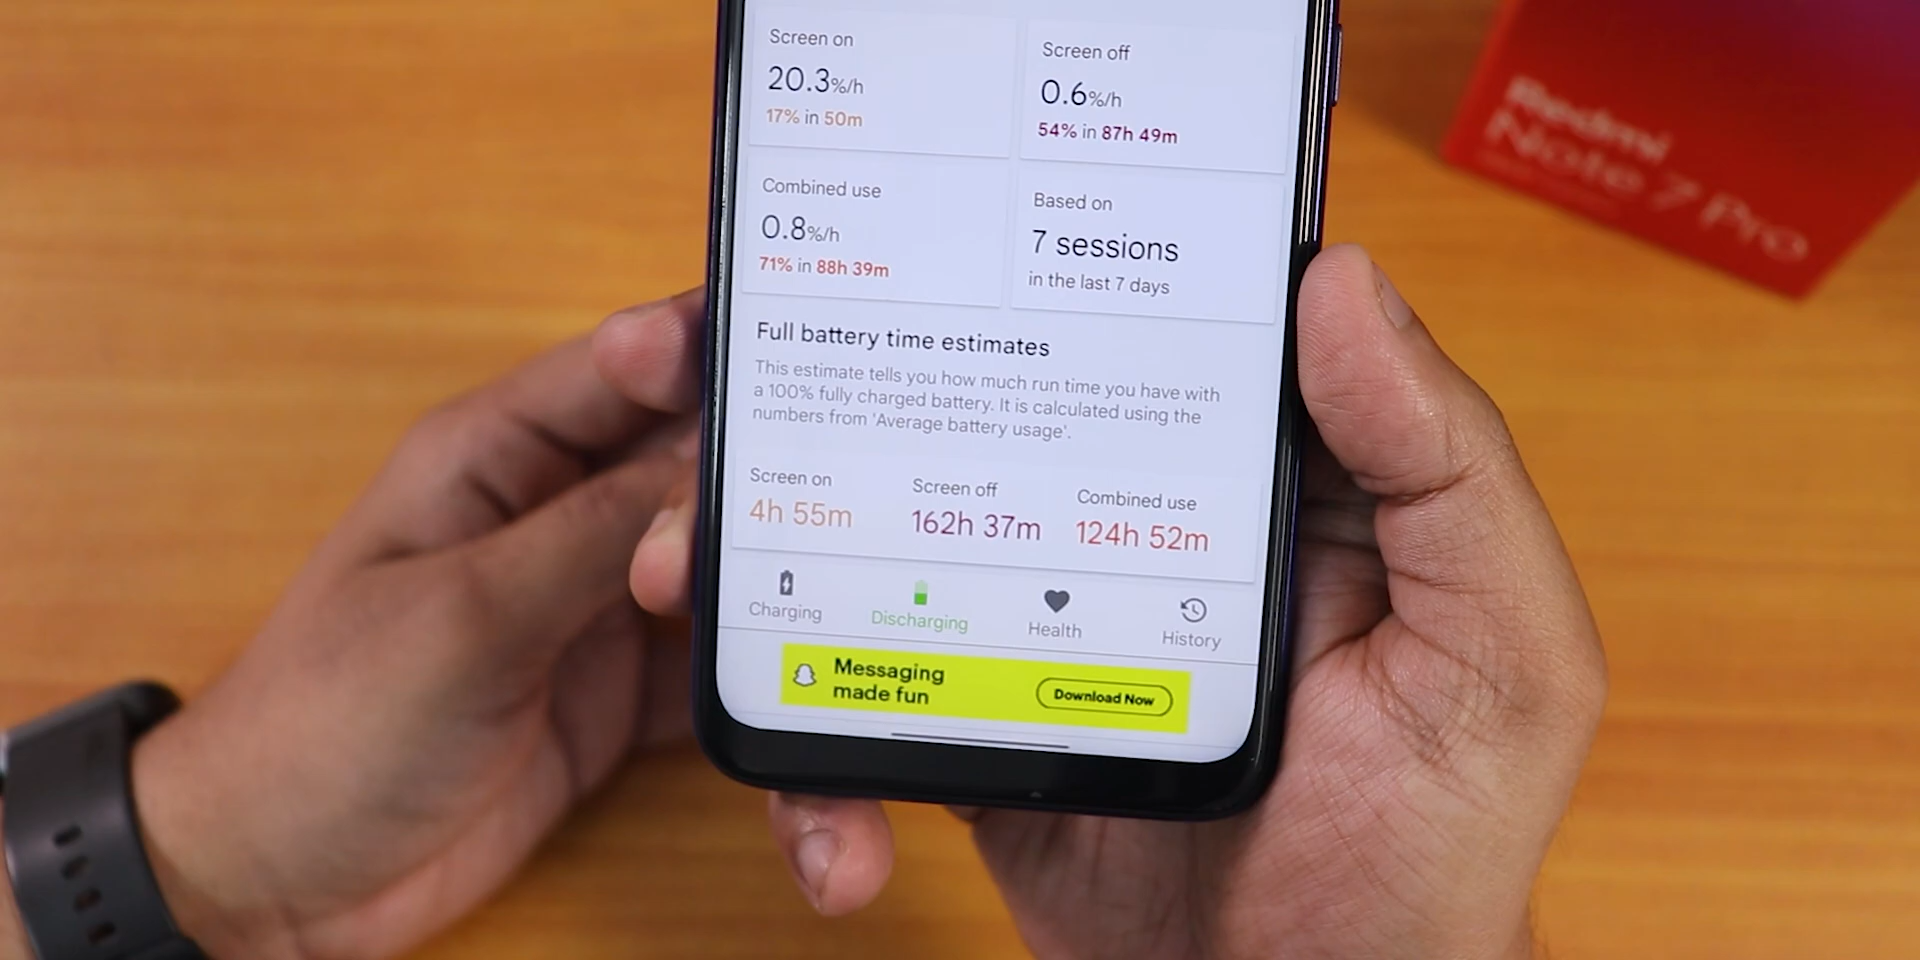 Screen on
20.3%/h
17% in 50m
Screen off
0.6%/h
54% in 87h 49m
Combined use
0.8%/h
71% in 88h 39m
Based on
7 sessions
in the last 7 days
Full battery time estimates
This estimate tells you how much run time you have with
a 100% fully charged battery. It is calculated using the
numbers from 'Average battery usage'.
Screen on
4h 55m
Screen off
162h 37m
Combined use
124h 52m
Charging
Discharging
Health
History
Messaging
made fun
Download Now
Redmi
Note 7 Pro